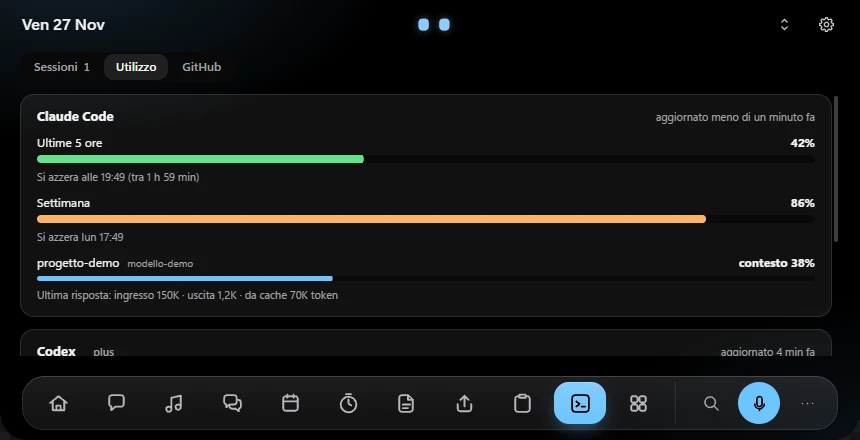 Ven 27 Nov
Sessioni 1 Utilizzo GitHub
Claude Code aggiornato meno di un minuto fa
Ultime 5 ore 42%
Si azzera alle 19:49 (tra 1 h 59 min)
Settimana 86%
Si azzera lun 17:49
progetto-demo modello-demo contesto 38%
Ultima risposta: ingresso 150K · uscita 1,2K · da cache 70K token
Codex plus aggiornato 4 min fa